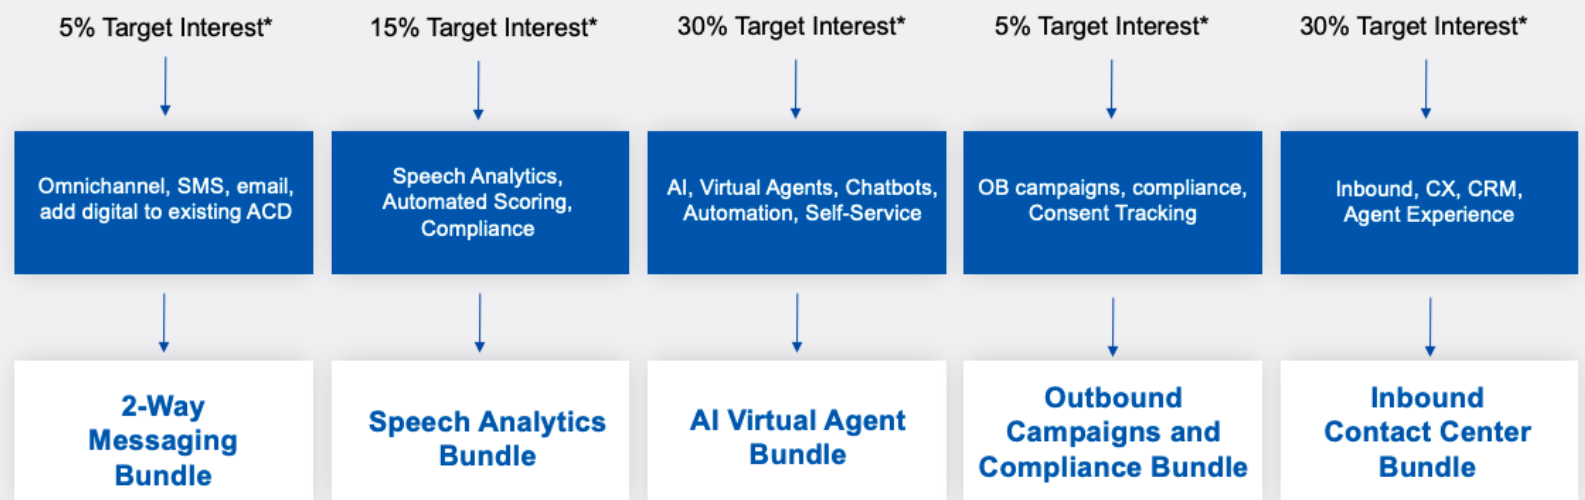 5% Target Interest*
15% Target Interest*
30% Target Interest*
5% Target Interest*
30% Target Interest*
Omnichannel, SMS, email,
add digital to existing ACD
Speech Analytics,
Automated Scoring,
Compliance
AI, Virtual Agents, Chatbots,
Automation, Self-Service
OB campaigns, compliance,
Consent Tracking
Inbound, CX, CRM,
Agent Experience
2-Way
Messaging
Bundle
Speech Analytics
Bundle
AI Virtual Agent
Bundle
Outbound
Campaigns and
Compliance Bundle
Inbound
Contact Center
Bundle